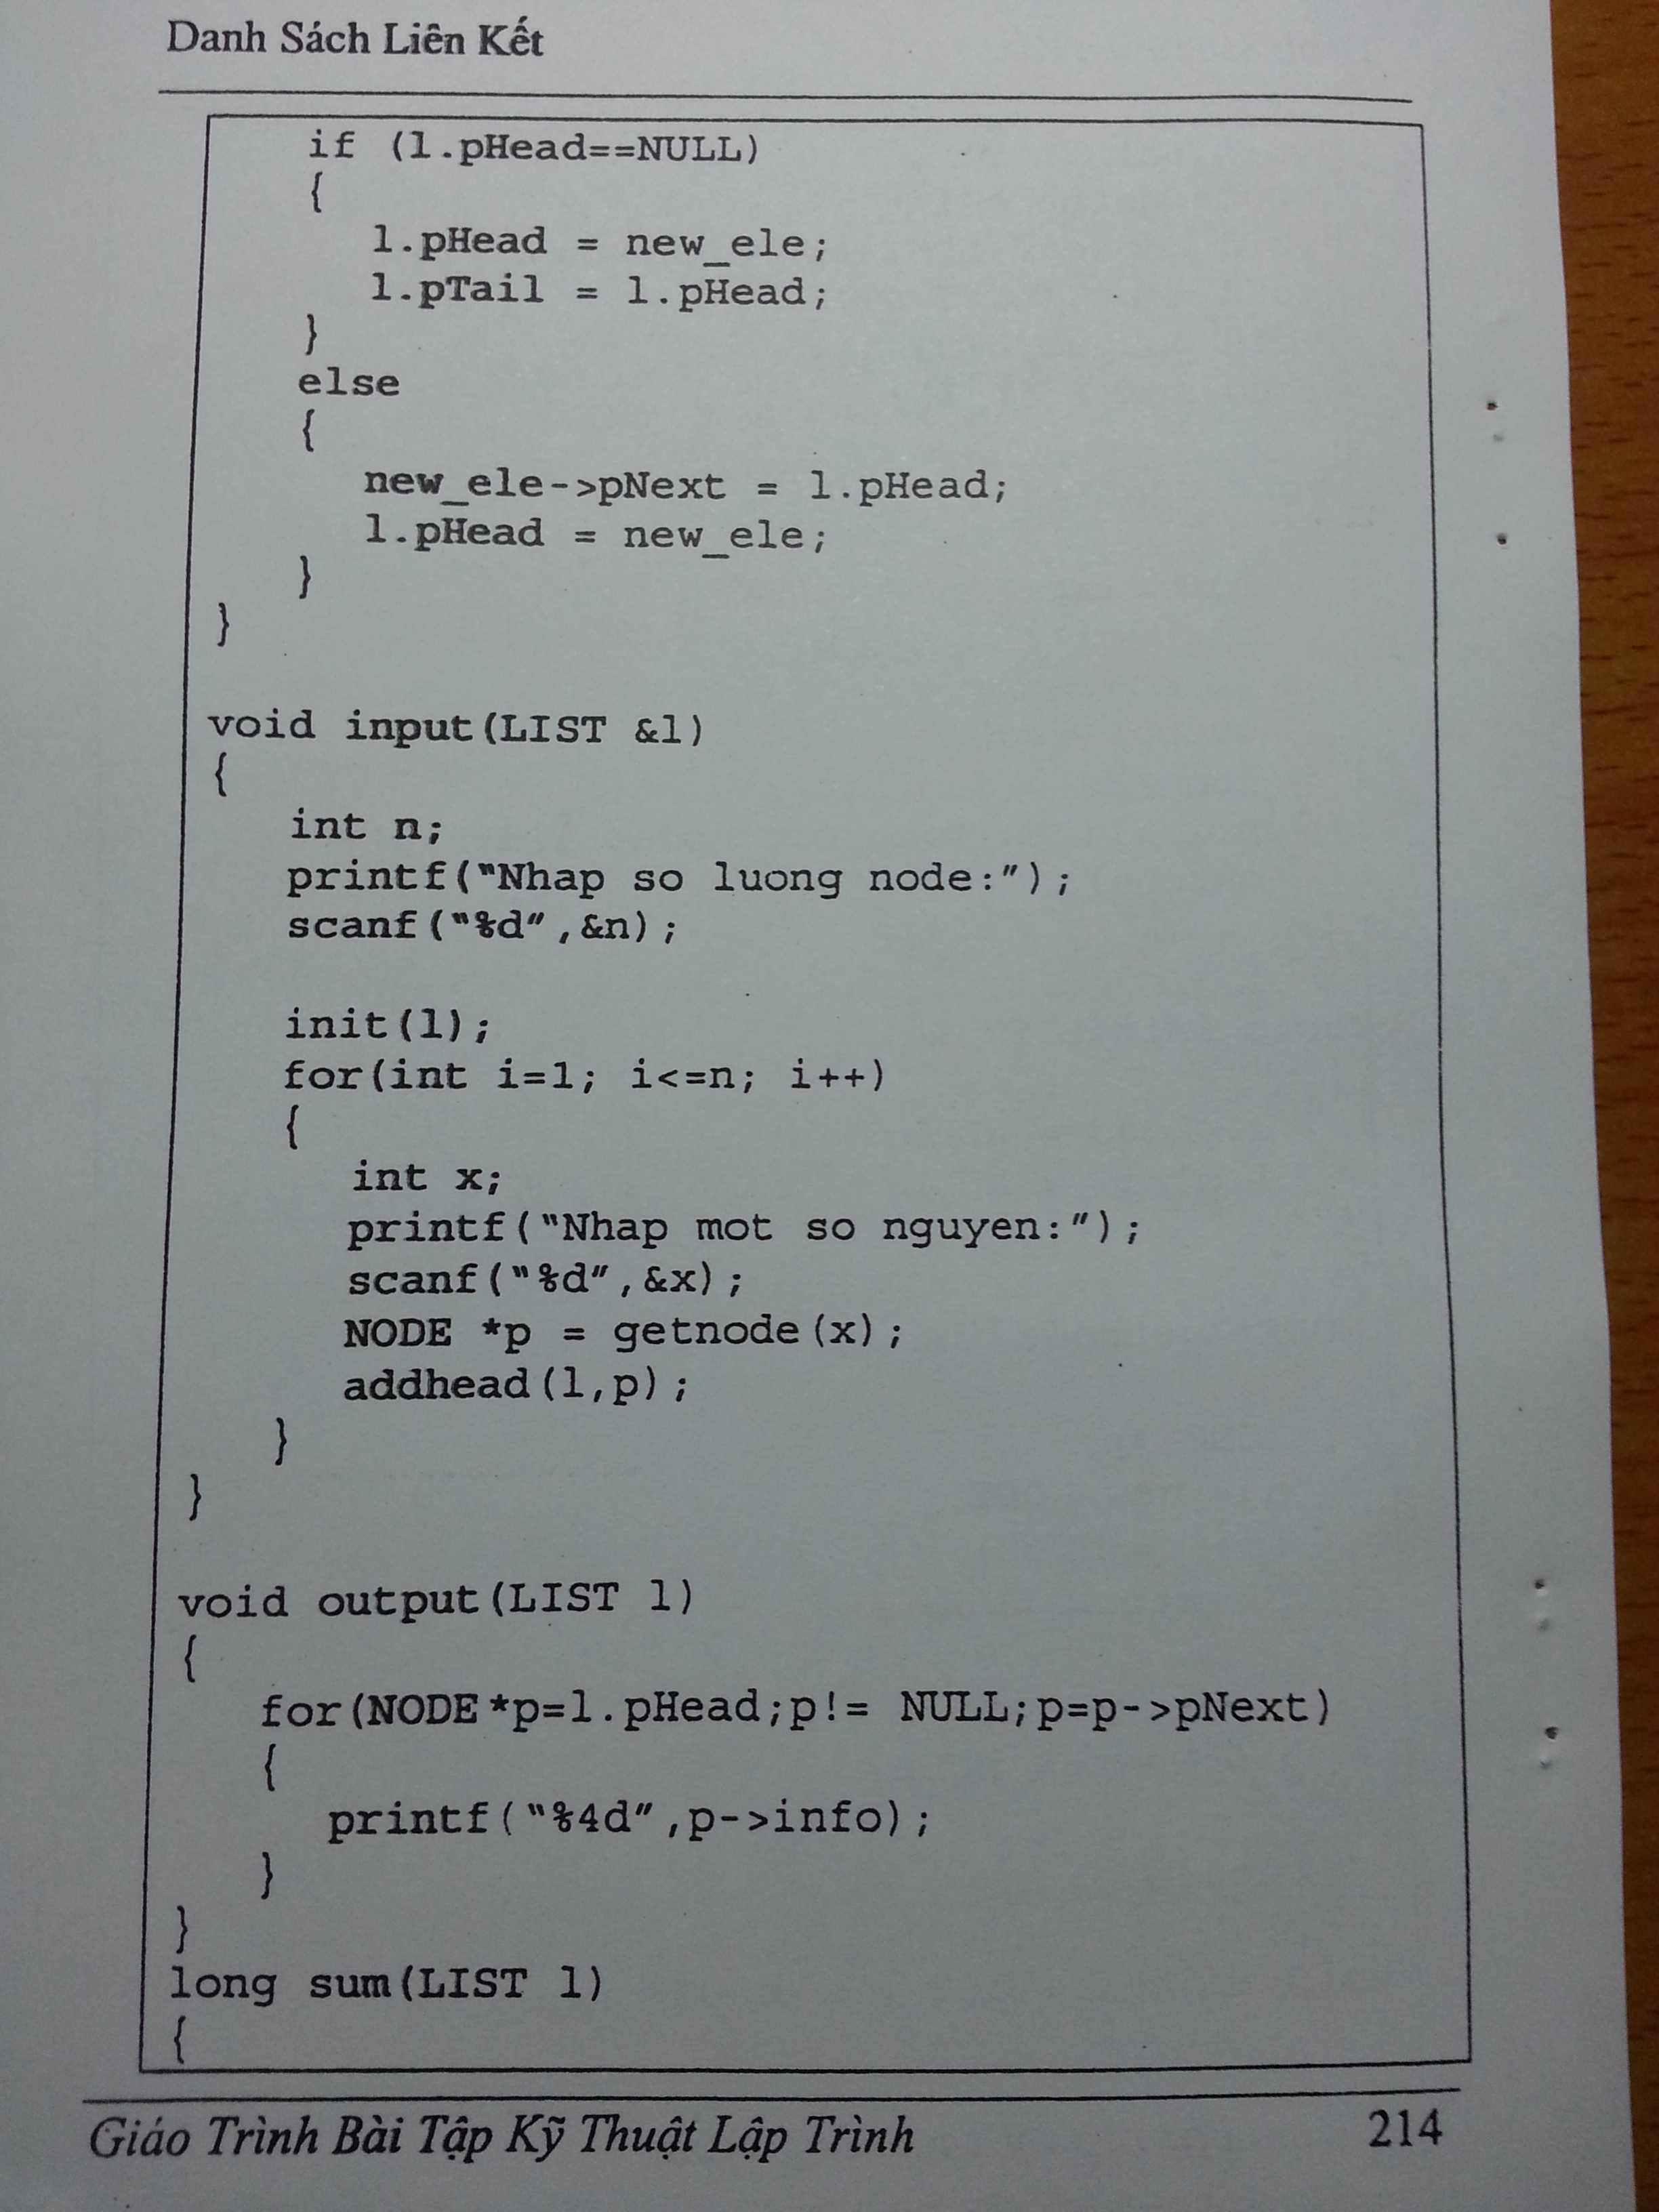 Danh Sách Liên Kết
if (l.pHead==NULL)
{
l.pHead = new_ele;
l.pTail = l.pHead;
}
else
{
new_ele->pNext = l.pHead;
l.pHead = new_ele;
}
}
void input(LIST &l)
{
int n;
printf("Nhap so luong node:");
scanf("%d",&n);
init(l);
for(int i=1; i<=n; i++)
{
int x;
printf("Nhap mot so nguyen:");
scanf("%d",&x);
NODE *p = getnode(x);
addhead(l,p);
}
}
void output(LIST l)
{
for(NODE *p=l.pHead;p!= NULL;p=p->pNext)
{
printf("%4d",p->info);
}
}
long sum(LIST l)
{
Giáo Trình Bài Tập Kỹ Thuật Lập Trình 214